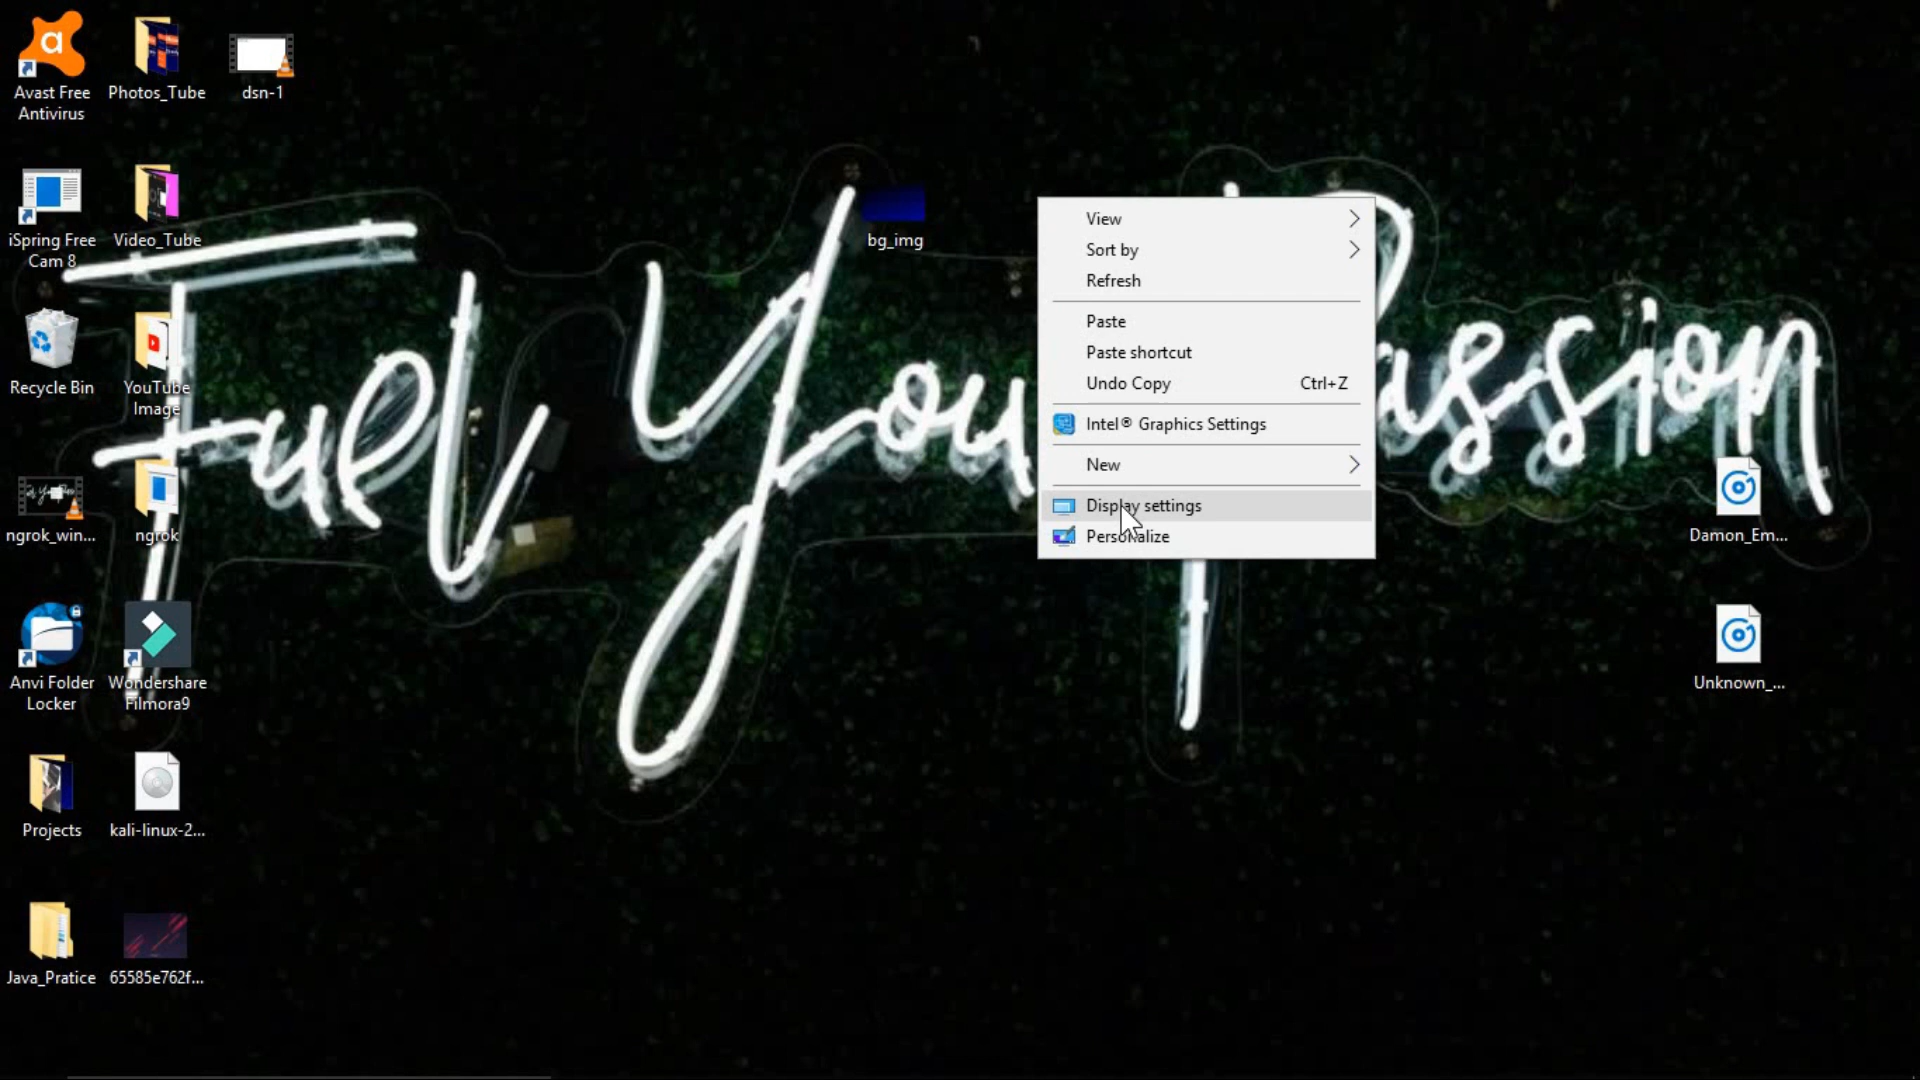 Avast Free
Antivirus
Photos_Tube
dsn-1
iSpring Free
Cam 8
Video_Tube
bg_img
Recycle Bin
YouTube
Image
ngrok_win...
ngrok
Anvi Folder
Locker
Wondershare
Filmora9
Projects
kali-linux-2...
Java_Pratice
65585e762f...
Fuel You Passion
View
Sort by
Refresh
Paste
Paste shortcut
Undo Copy Ctrl+Z
Intel® Graphics Settings
New
Display settings
Personalize
Damon_Em...
Unknown_...